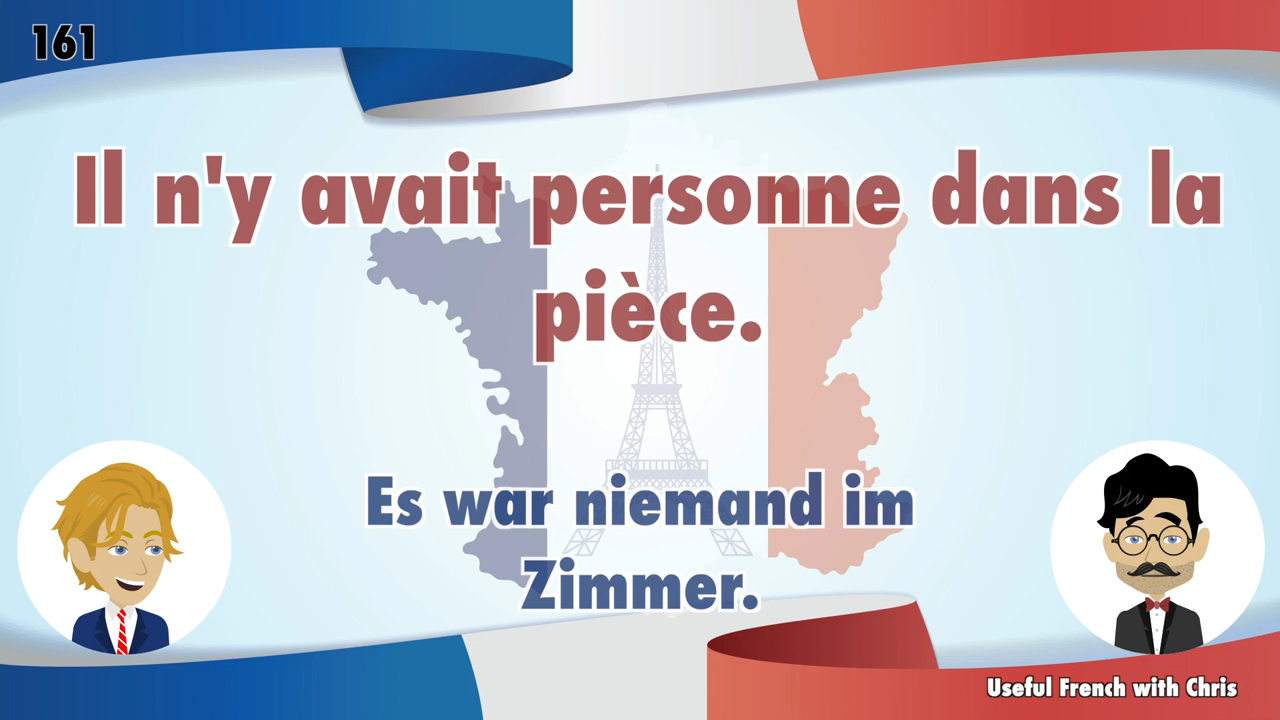 161
Il n'y avait personne dans la
pièce.
Es war niemand im
Zimmer.
Useful French with Chris